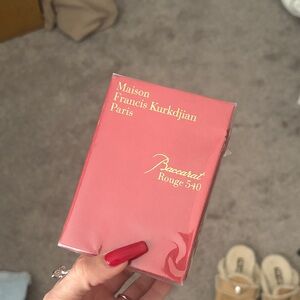 Maison
Francis Kurkdjian
Paris
Baccarat
Rouge 540